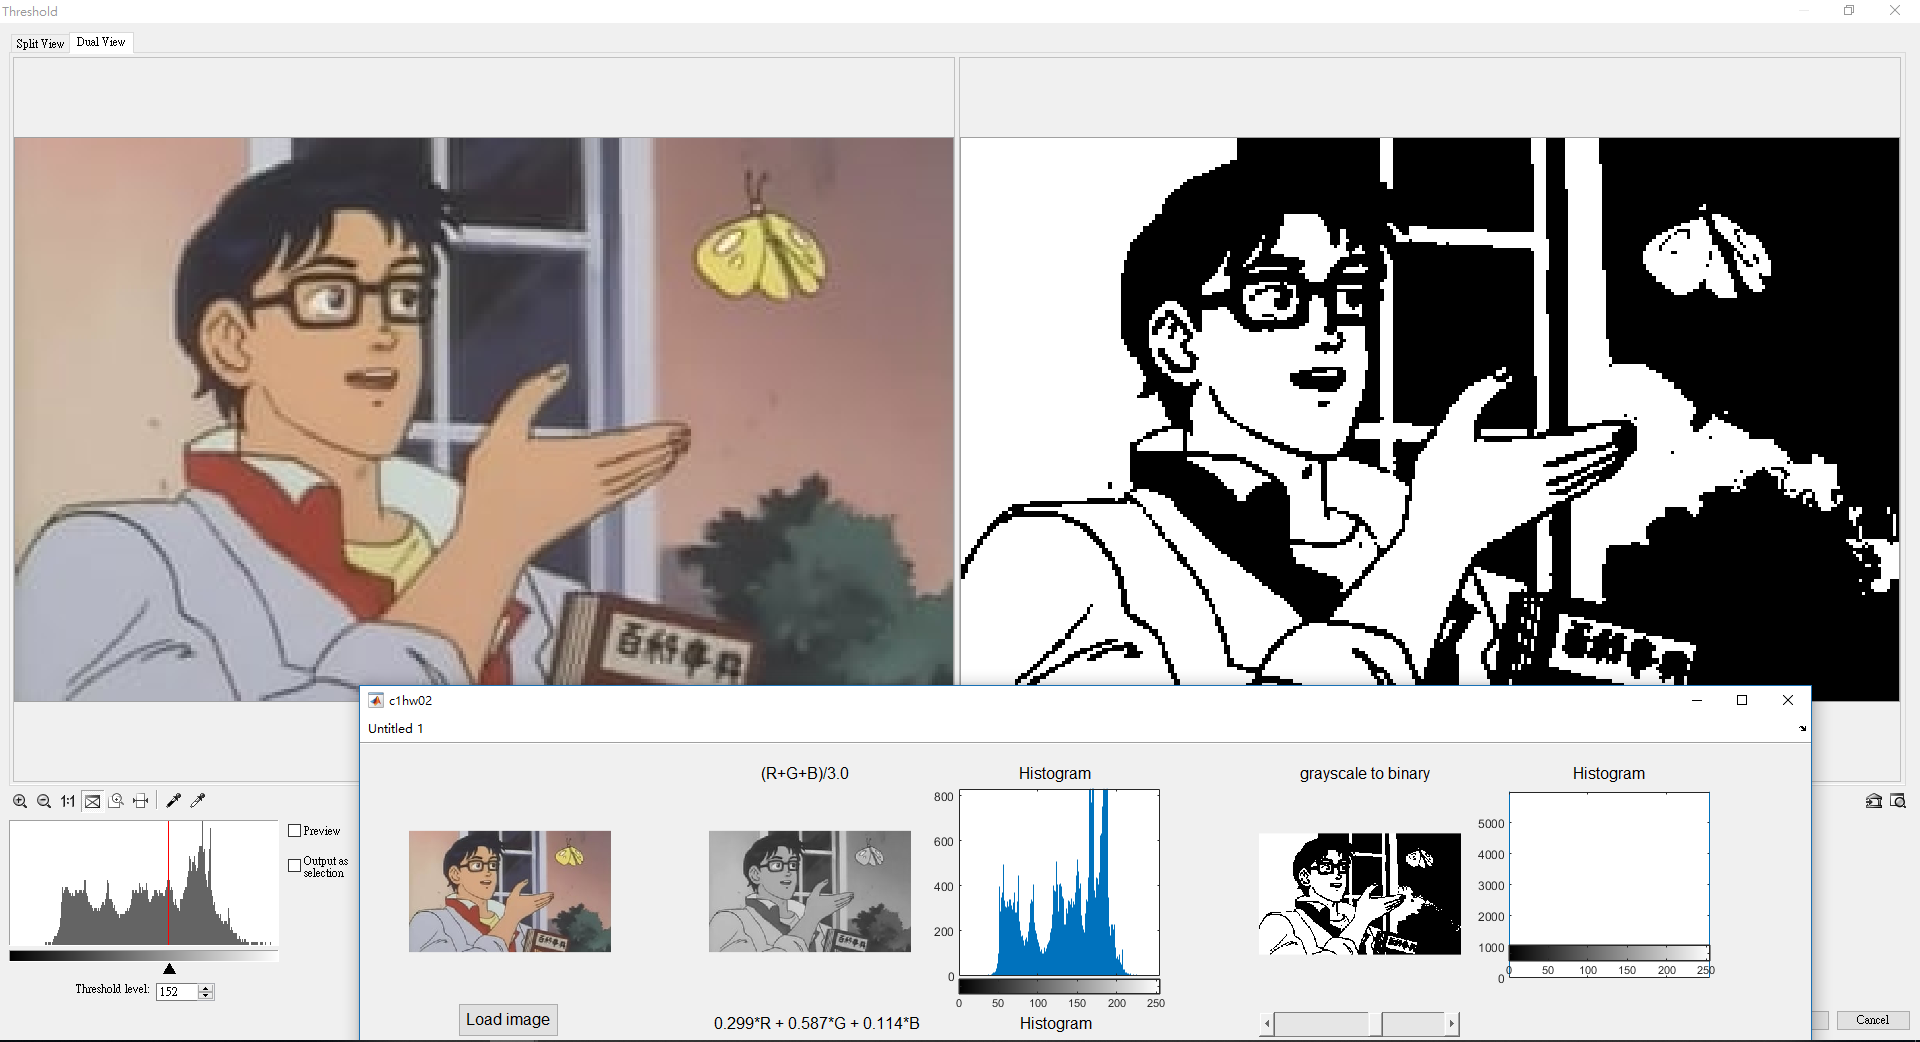 Threshold
Split View
Dual View
百科事典
1:1
Preview
Output as
selection
Threshold level:
152
c1hw02
Untitled 1
(R+G+B)/3.0
Histogram
grayscale to binary
Histogram
800
600
400
200
0
0 50 100 150 200 250
5000
4000
3000
2000
1000
0
0 50 100 150 200 250
Load image
0.299*R + 0.587*G + 0.114*B
Histogram
Cancel